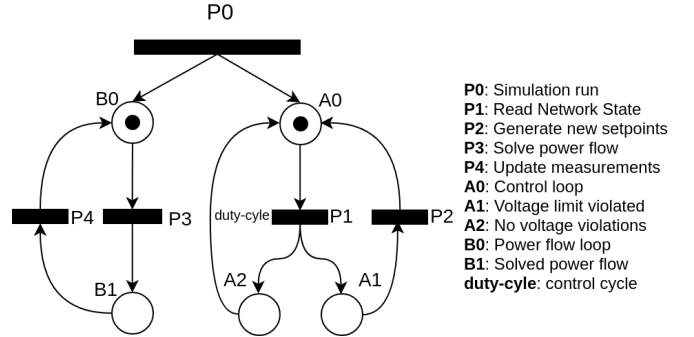 P0
B0
A0
P4
P3
duty-cyle
P1
P2
B1
A2
A1
P0: Simulation run
P1: Read Network State
P2: Generate new setpoints
P3: Solve power flow
P4: Update measurements
A0: Control loop
A1: Voltage limit violated
A2: No voltage violations
B0: Power flow loop
B1: Solved power flow
duty-cyle: control cycle